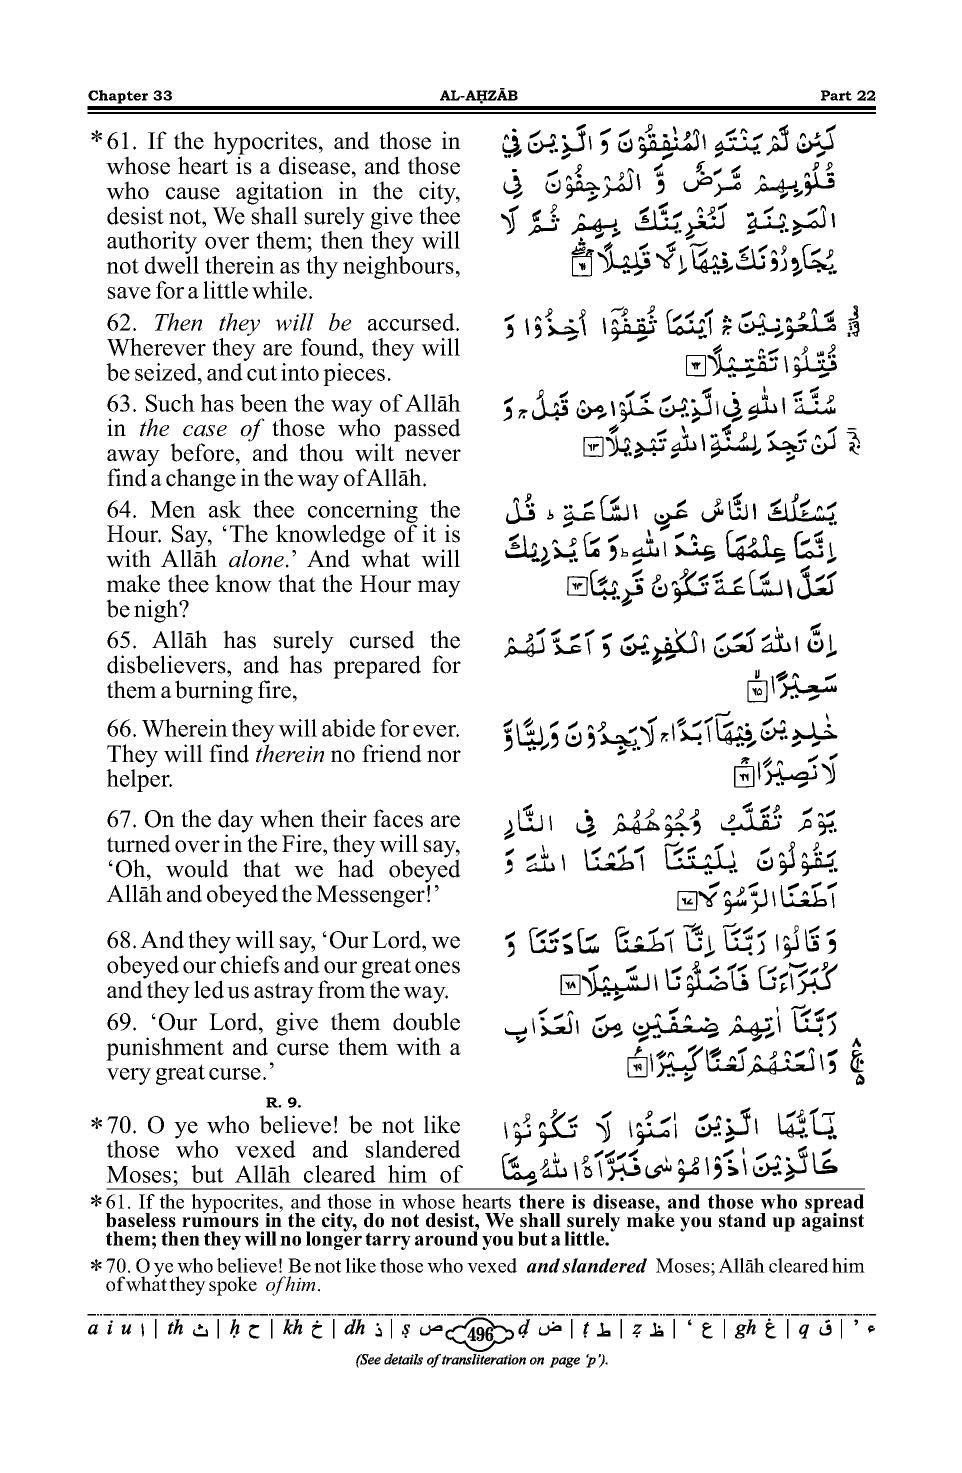 Chapter 33 AL-AḤZĀB Part 22
*61. If the hypocrites, and those in
whose heart is a disease, and those
who cause agitation in the city,
desist not, We shall surely give thee
authority over them; then they will
not dwell therein as thy neighbours,
save for a little while.
لَئِنْ لَّمْ يَنْتَهِ الْمُنٰفِقُوْنَ وَ الَّذِيْنَ فِيْ
قُلُوْبِهِمْ مَّرَضٌ وَّ الْمُرْجِفُوْنَ فِي
الْمَدِيْنَةِ لَنُغْرِيَنَّكَ بِهِمْ ثُمَّ لَا
يُجَاوِرُوْنَكَ فِيْهَاۤ اِلَّا قَلِيْلًا
62. Then they will be accursed.
Wherever they are found, they will
be seized, and cut into pieces.
مَّلْعُوْنِيْنَ ۛ اَيْنَمَا ثُقِفُوْۤا اُخِذُوْا وَ
قُتِّلُوْا تَقْتِيْلًا ۶۲
63. Such has been the way of Allāh
in the case of those who passed
away before, and thou wilt never
find a change in the way of Allāh.
سُنَّةَ اللّٰهِ فِي الَّذِيْنَ خَلَوْا مِنْ قَبْلُ ۚ وَ
لَنْ تَجِدَ لِسُنَّةِ اللّٰهِ تَبْدِيْلًا ۶۳
64. Men ask thee concerning the
Hour. Say, ‘The knowledge of it is
with Allāh alone.’ And what will
make thee know that the Hour may
be nigh?
يَسْـَٔلُكَ النَّاسُ عَنِ السَّاعَةِ ؕ قُلْ
اِنَّمَا عِلْمُهَا عِنْدَ اللّٰهِ ؕ وَ مَا يُدْرِيْكَ
لَعَلَّ السَّاعَةَ تَكُوْنُ قَرِيْبًا
65. Allāh has surely cursed the
disbelievers, and has prepared for
them a burning fire,
اِنَّ اللّٰهَ لَعَنَ الْكٰفِرِيْنَ وَ اَعَدَّ لَهُمْ
سَعِيْرًا ۶۵
66. Wherein they will abide for ever.
They will find therein no friend nor
helper.
خٰلِدِيْنَ فِيْهَاۤ اَبَدًا ۚ لَا يَجِدُوْنَ وَلِيًّا وَّ
لَا نَصِيْرًا ۶۶
67. On the day when their faces are
turned over in the Fire, they will say,
‘Oh, would that we had obeyed
Allāh and obeyed the Messenger!’
يَوْمَ تُقَلَّبُ وُجُوْهُهُمْ فِي النَّارِ
يَقُوْلُوْنَ يٰلَيْتَنَاۤ اَطَعْنَا اللّٰهَ وَ
اَطَعْنَا الرَّسُوْلَا ۶۷
68. And they will say, ‘Our Lord, we
obeyed our chiefs and our great ones
and they led us astray from the way.
وَ قَالُوْا رَبَّنَاۤ اِنَّاۤ اَطَعْنَا سَادَتَنَا وَ
كُبَرَآءَنَا فَاَضَلُّوْنَا السَّبِيْلَا ۶۸
69. ‘Our Lord, give them double
punishment and curse them with a
very great curse.’
رَبَّنَاۤ اٰتِهِمْ ضِعْفَيْنِ مِنَ الْعَذَابِ
وَ الْعَنْهُمْ لَعْنًا كَبِيْرًا ۶۹
R. 9.
*70. O ye who believe! be not like
those who vexed and slandered
Moses; but Allāh cleared him of
يٰۤاَيُّهَا الَّذِيْنَ اٰمَنُوْا لَا تَكُوْنُوْا
كَالَّذِيْنَ اٰذَوْا مُوْسٰى فَبَرَّاَهُ اللّٰهُ مِمَّا
*61. If the hypocrites, and those in whose hearts there is disease, and those who spread
baseless rumours in the city, do not desist, We shall surely make you stand up against
them; then they will no longer tarry around you but a little.
*70. O ye who believe! Be not like those who vexed and slandered Moses; Allāh cleared him
of what they spoke of him.
a i u ا | th ث | ḥ ح | kh خ | dh ذ | ṣ ص 496 ḍ ض | ṭ ط | ẓ ظ | ‘ ع | gh غ | q ق | ’ ء
(See details of transliteration on page ‘p’).